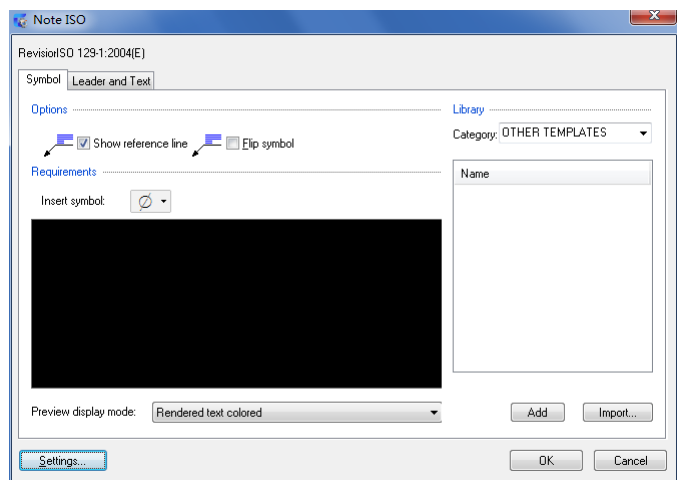 Note ISO
RevisiorISO 129-1:2004(E)
Symbol Leader and Text
Options
Show reference line Flip symbol
Requirements
Insert symbol:
Preview display mode: Rendered text colored
Library
Category: OTHER TEMPLATES
Name
Add Import...
Settings... OK Cancel